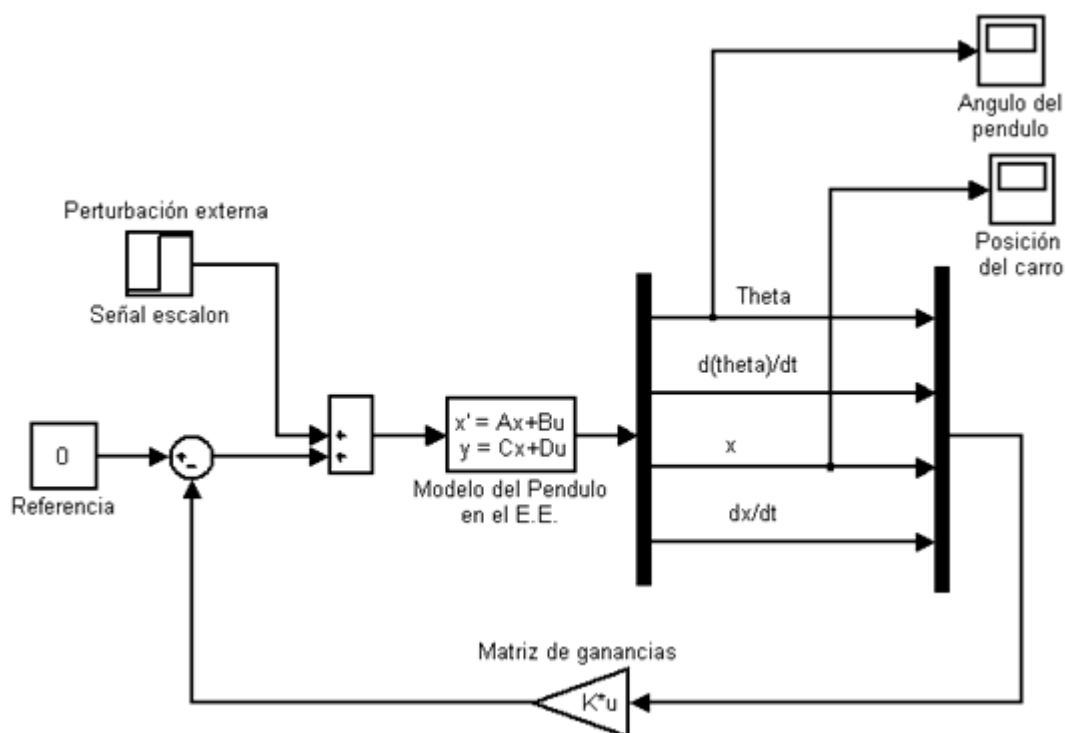 Angulo del
pendulo
Perturbación externa
Señal escalon
Posición
del carro
Theta
d(theta)/dt
x
dx/dt
0
Referencia
+
-
+
+
x' = Ax+Bu
y = Cx+Du
Modelo del Pendulo
en el E.E.
Matriz de ganancias
K*u